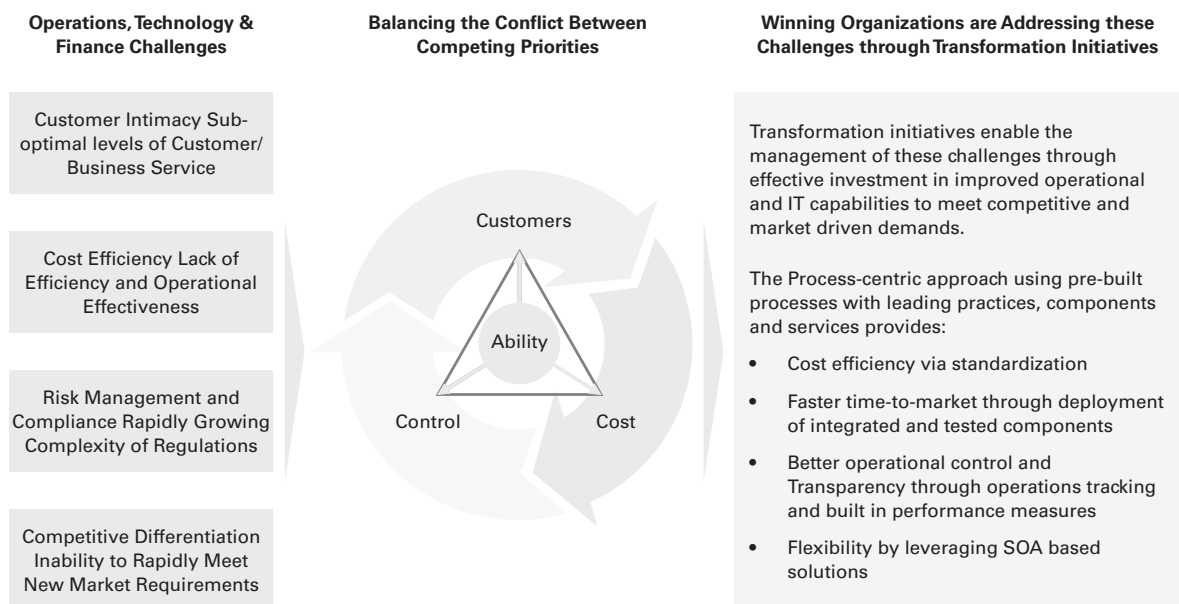 Operations, Technology &
Finance Challenges
Customer Intimacy Sub-
optimal levels of Customer/
Business Service
Cost Efficiency Lack of
Efficiency and Operational
Effectiveness
Risk Management and
Compliance Rapidly Growing
Complexity of Regulations
Competitive Differentiation
Inability to Rapidly Meet
New Market Requirements
Balancing the Conflict Between
Competing Priorities
Customers
Ability
Control
Cost
Winning Organizations are Addressing these
Challenges through Transformation Initiatives
Transformation initiatives enable the
management of these challenges through
effective investment in improved operational
and IT capabilities to meet competitive and
market driven demands.
The Process-centric approach using pre-built
processes with leading practices, components
and services provides:
• Cost efficiency via standardization
• Faster time-to-market through deployment
of integrated and tested components
• Better operational control and
Transparency through operations tracking
and built in performance measures
• Flexibility by leveraging SOA based
solutions